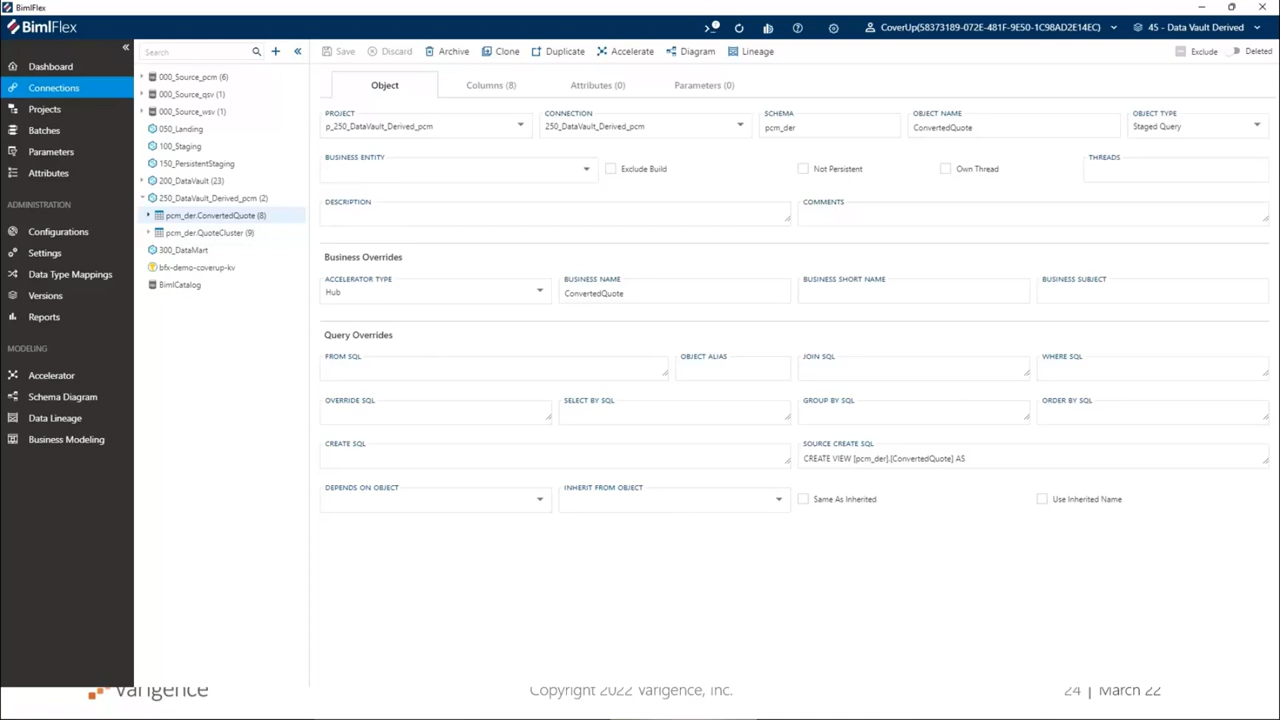 BimlFlex
BimlFlex
CoverUp(58373189-072E-481F-9E50-1C98AD2E14EC)
45 - Data Vault Derived
Search
Save
Discard
Archive
Clone
Duplicate
Accelerate
Diagram
Lineage
Exclude
Deleted
Dashboard
Connections
Projects
Batches
Parameters
Attributes
ADMINISTRATION
Configurations
Settings
Data Type Mappings
Versions
Reports
MODELING
Accelerator
Schema Diagram
Data Lineage
Business Modeling
000_Source_pcm (6)
000_Source_qsv (1)
000_Source_wsv (1)
050_Landing
100_Staging
150_PersistentStaging
200_DataVault (23)
250_DataVault_Derived_pcm (2)
pcm_der.ConvertedQuote (8)
pcm_der.QuoteCluster (9)
300_DataMart
bfx-demo-coverup-kv
BimlCatalog
Object
Columns (8)
Attributes (0)
Parameters (0)
PROJECT
p_250_DataVault_Derived_pcm
CONNECTION
250_DataVault_Derived_pcm
SCHEMA
pcm_der
OBJECT NAME
ConvertedQuote
OBJECT TYPE
Staged Query
BUSINESS ENTITY
Exclude Build
Not Persistent
Own Thread
THREADS
DESCRIPTION
COMMENTS
Business Overrides
ACCELERATOR TYPE
Hub
BUSINESS NAME
ConvertedQuote
BUSINESS SHORT NAME
BUSINESS SUBJECT
Query Overrides
FROM SQL
OBJECT ALIAS
JOIN SQL
WHERE SQL
OVERRIDE SQL
SELECT BY SQL
GROUP BY SQL
ORDER BY SQL
CREATE SQL
SOURCE CREATE SQL
CREATE VIEW [pcm_der].[ConvertedQuote] AS
DEPENDS ON OBJECT
INHERIT FROM OBJECT
Same As Inherited
Use Inherited Name
varigence
Copyright 2022 Varigence, Inc.
24 | March 22